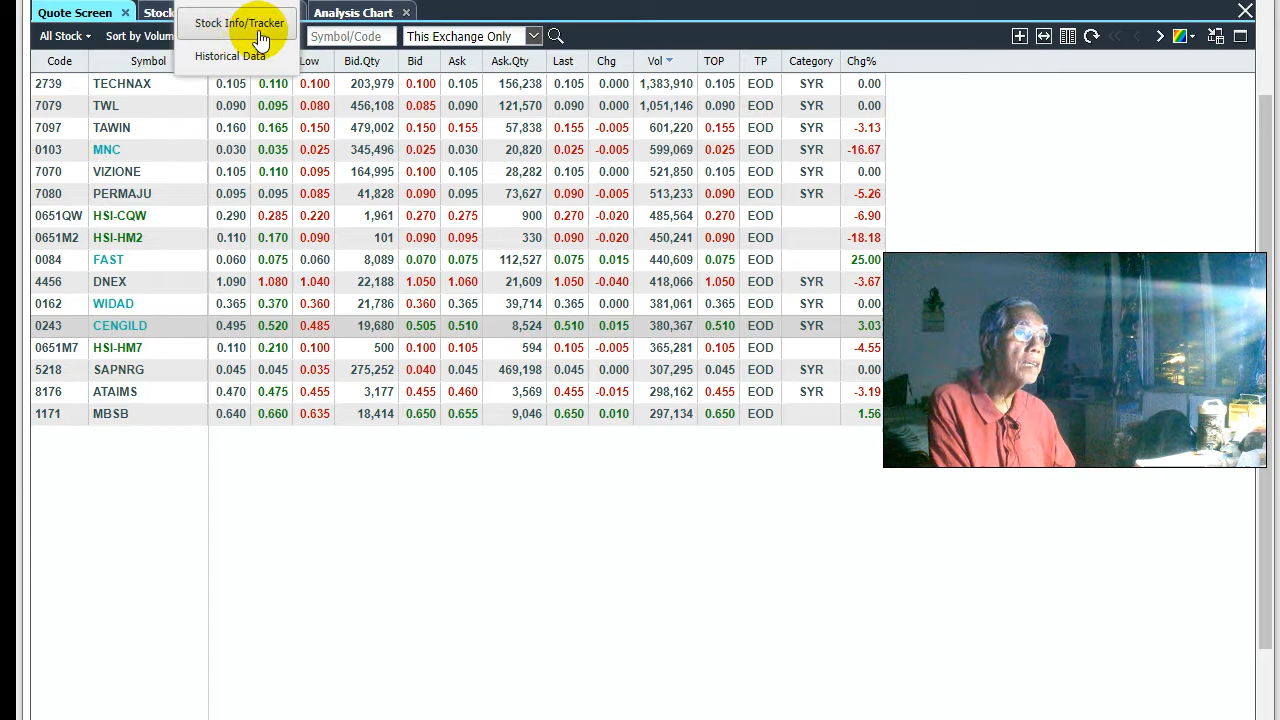 Quote Screen × Stock Analysis Chart ×
Stock Info/Tracker
Historical Data
All Stock Sort by Volum Symbol/Code This Exchange Only
Code Symbol Low Bid.Qty Bid Ask Ask.Qty Last Chg Vol TOP TP Category Chg%
2739 TECHNAX 0.105 0.110 0.100 203,979 0.100 0.105 156,238 0.105 0.000 1,383,910 0.105 EOD SYR 0.00
7079 TWL 0.090 0.095 0.080 456,108 0.085 0.090 121,570 0.090 0.000 1,051,146 0.090 EOD SYR 0.00
7097 TAWIN 0.160 0.165 0.150 479,002 0.150 0.155 57,838 0.155 -0.005 601,220 0.155 EOD SYR -3.13
0103 MNC 0.030 0.035 0.025 345,496 0.025 0.030 20,820 0.025 -0.005 599,069 0.025 EOD SYR -16.67
7070 VIZIONE 0.105 0.110 0.095 164,995 0.100 0.105 28,282 0.105 0.000 521,850 0.105 EOD SYR 0.00
7080 PERMAJU 0.095 0.095 0.085 41,828 0.090 0.095 73,627 0.090 -0.005 513,233 0.090 EOD SYR -5.26
0651QW HSI-CQW 0.290 0.285 0.220 1,961 0.270 0.275 900 0.270 -0.020 485,564 0.270 EOD -6.90
0651M2 HSI-HM2 0.110 0.170 0.090 101 0.090 0.095 330 0.090 -0.020 450,241 0.090 EOD -18.18
0084 FAST 0.060 0.075 0.060 8,089 0.070 0.075 112,527 0.075 0.015 440,609 0.075 EOD 25.00
4456 DNEX 1.090 1.080 1.040 22,188 1.050 1.060 21,609 1.050 -0.040 418,066 1.050 EOD SYR -3.67
0162 WIDAD 0.365 0.370 0.360 21,786 0.360 0.365 39,714 0.365 0.000 381,061 0.365 EOD SYR 0.00
0243 CENGILD 0.495 0.520 0.485 19,680 0.505 0.510 8,524 0.510 0.015 380,367 0.510 EOD SYR 3.03
0651M7 HSI-HM7 0.110 0.210 0.100 500 0.100 0.105 594 0.105 -0.005 365,281 0.105 EOD -4.55
5218 SAPNRG 0.045 0.045 0.035 275,252 0.040 0.045 469,198 0.045 0.000 307,295 0.045 EOD SYR 0.00
8176 ATAIMS 0.470 0.475 0.455 3,177 0.455 0.460 3,569 0.455 -0.015 298,162 0.455 EOD SYR -3.19
1171 MBSB 0.640 0.660 0.635 18,414 0.650 0.655 3,046 0.650 0.010 297,134 0.650 EOD 1.56